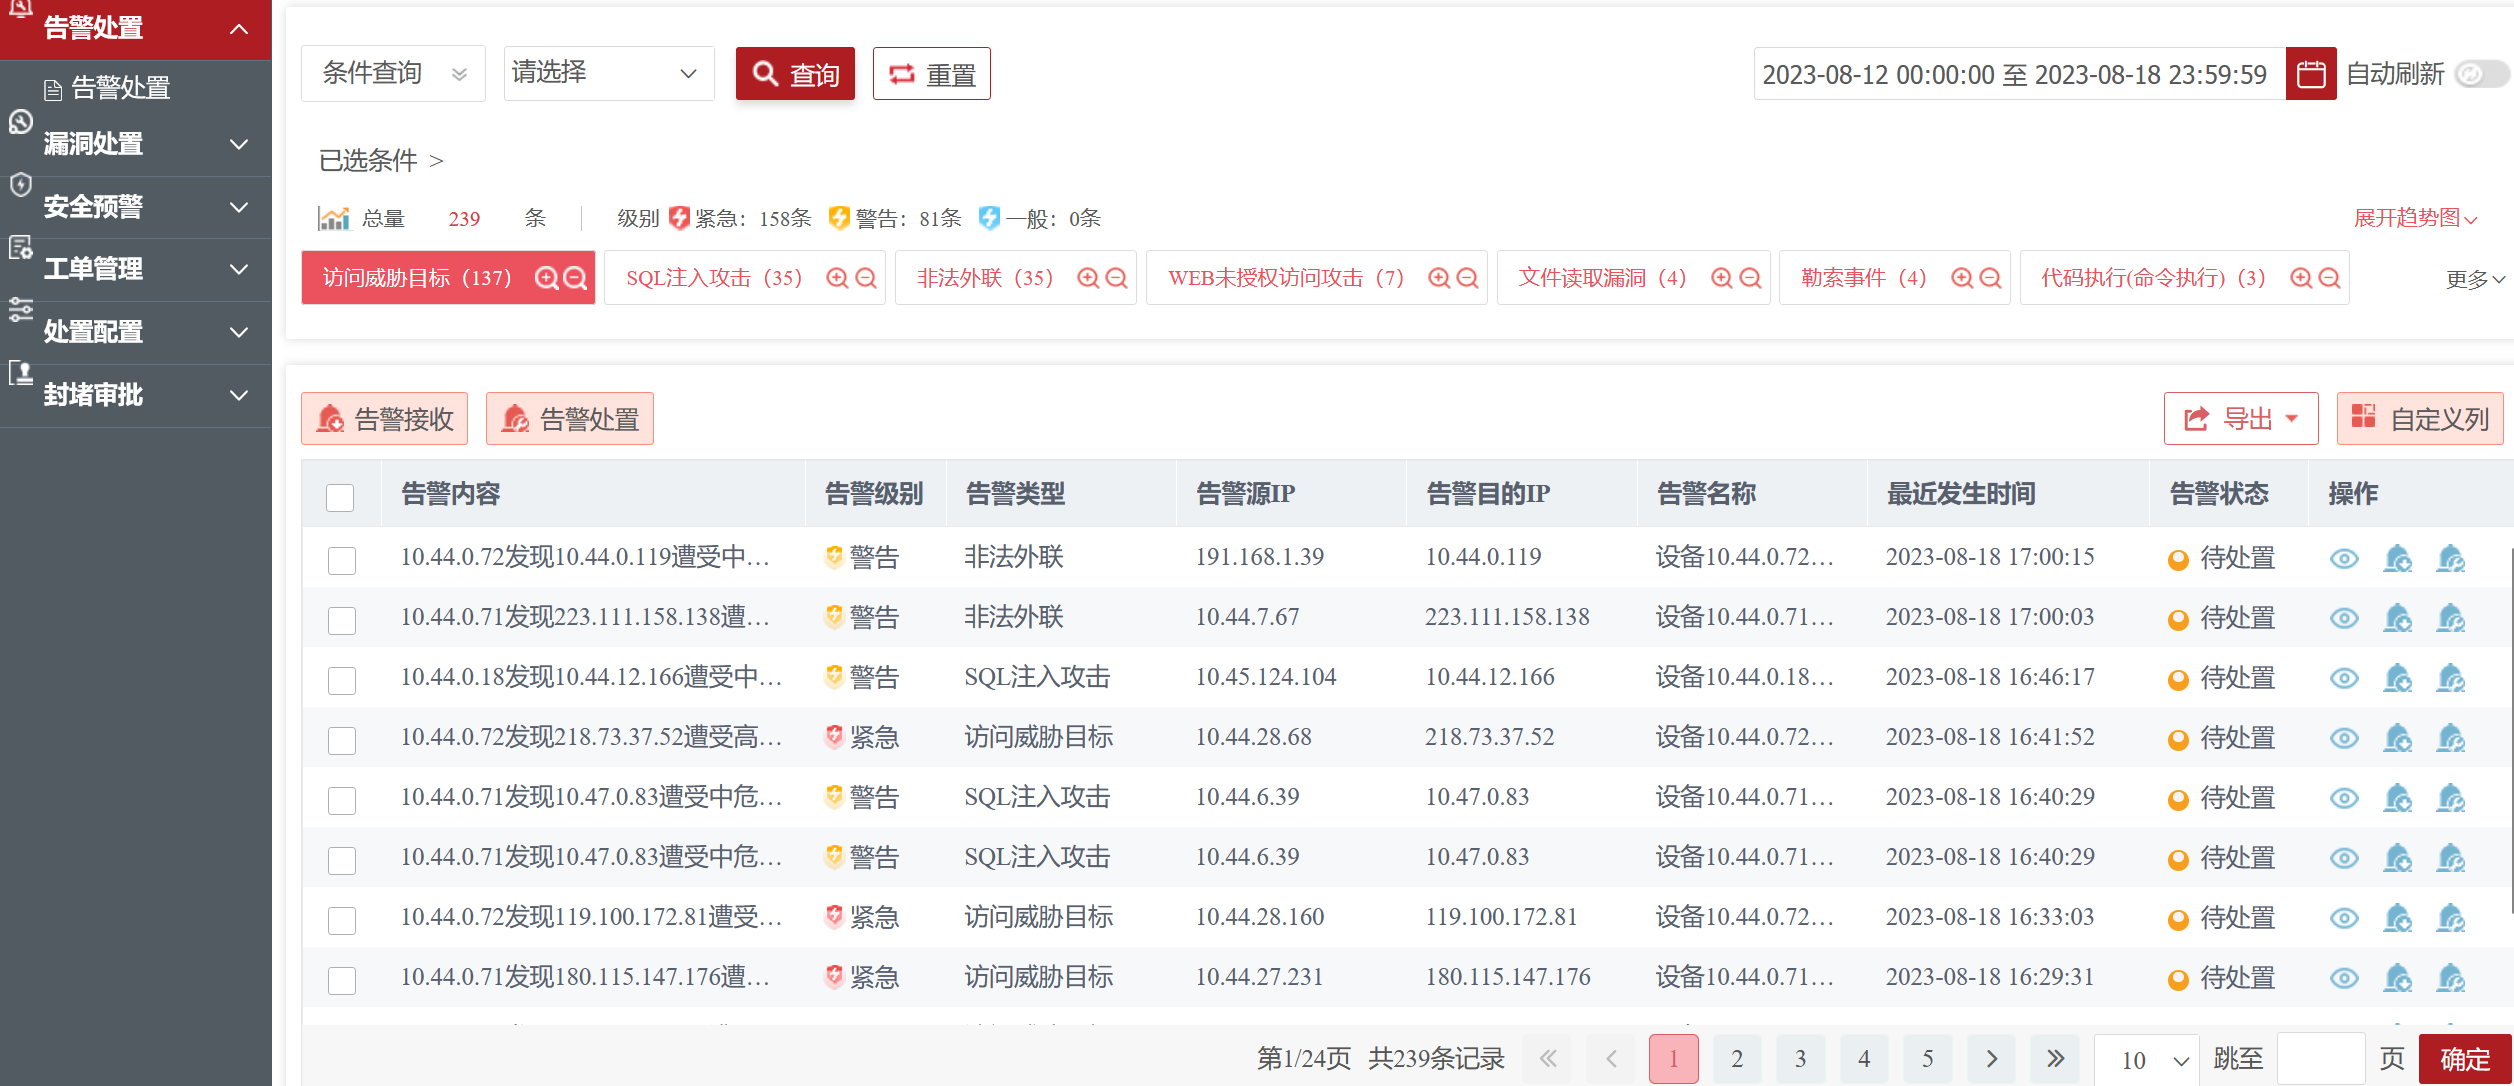 告警处置
告警处置
漏洞处置
安全预警
工单管理
处置配置
封堵审批
条件查询 请选择 查询 重置 2023-08-12 00:00:00 至 2023-08-18 23:59:59 自动刷新
已选条件 >
总量 239 条 级别 紧急：158条 警告：81条 一般：0条 展开趋势图
访问威胁目标（137） SQL注入攻击（35） 非法外联（35） WEB未授权访问攻击（7） 文件读取漏洞（4） 勒索事件（4） 代码执行(命令执行)（3） 更多
告警接收 告警处置 导出 自定义列
告警内容 告警级别 告警类型 告警源IP 告警目的IP 告警名称 最近发生时间 告警状态 操作
10.44.0.72发现10.44.0.119遭受中… 警告 非法外联 191.168.1.39 10.44.0.119 设备10.44.0.72… 2023-08-18 17:00:15 待处置
10.44.0.71发现223.111.158.138遭… 警告 非法外联 10.44.7.67 223.111.158.138 设备10.44.0.71… 2023-08-18 17:00:03 待处置
10.44.0.18发现10.44.12.166遭受中… 警告 SQL注入攻击 10.45.124.104 10.44.12.166 设备10.44.0.18… 2023-08-18 16:46:17 待处置
10.44.0.72发现218.73.37.52遭受高… 紧急 访问威胁目标 10.44.28.68 218.73.37.52 设备10.44.0.72… 2023-08-18 16:41:52 待处置
10.44.0.71发现10.47.0.83遭受中危… 警告 SQL注入攻击 10.44.6.39 10.47.0.83 设备10.44.0.71… 2023-08-18 16:40:29 待处置
10.44.0.71发现10.47.0.83遭受中危… 警告 SQL注入攻击 10.44.6.39 10.47.0.83 设备10.44.0.71… 2023-08-18 16:40:29 待处置
10.44.0.72发现119.100.172.81遭受… 紧急 访问威胁目标 10.44.28.160 119.100.172.81 设备10.44.0.72… 2023-08-18 16:33:03 待处置
10.44.0.71发现180.115.147.176遭… 紧急 访问威胁目标 10.44.27.231 180.115.147.176 设备10.44.0.71… 2023-08-18 16:29:31 待处置
第1/24页 共239条记录 « < 1 2 3 4 5 > » 10 跳至 页 确定